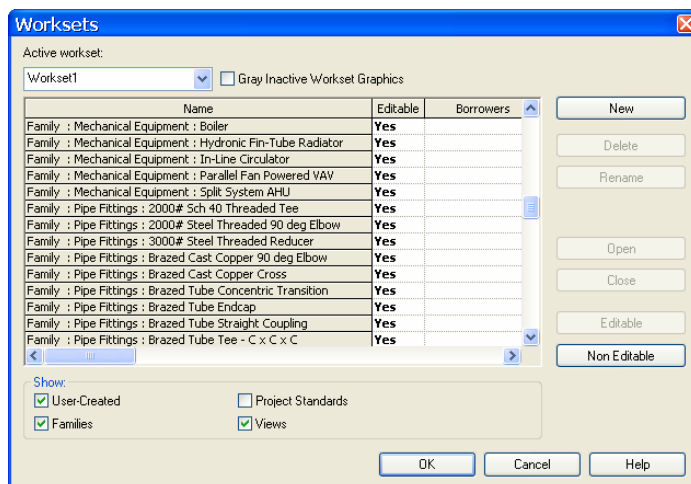 Worksets
Active workset:
Workset1
Gray Inactive Workset Graphics
Name Editable Borrowers
Family : Mechanical Equipment : Boiler Yes
Family : Mechanical Equipment : Hydronic Fin-Tube Radiator Yes
Family : Mechanical Equipment : In-Line Circulator Yes
Family : Mechanical Equipment : Parallel Fan Powered VAV Yes
Family : Mechanical Equipment : Split System AHU Yes
Family : Pipe Fittings : 2000# Sch 40 Threaded Tee Yes
Family : Pipe Fittings : 2000# Steel Threaded 90 deg Elbow Yes
Family : Pipe Fittings : 3000# Steel Threaded Reducer Yes
Family : Pipe Fittings : Brazed Cast Copper 90 deg Elbow Yes
Family : Pipe Fittings : Brazed Cast Copper Cross Yes
Family : Pipe Fittings : Brazed Tube Concentric Transition Yes
Family : Pipe Fittings : Brazed Tube Endcap Yes
Family : Pipe Fittings : Brazed Tube Straight Coupling Yes
Family : Pipe Fittings : Brazed Tube Tee - C x C x C Yes
New
Delete
Rename
Open
Close
Editable
Non Editable
Show:
User-Created Project Standards
Families Views
OK Cancel Help